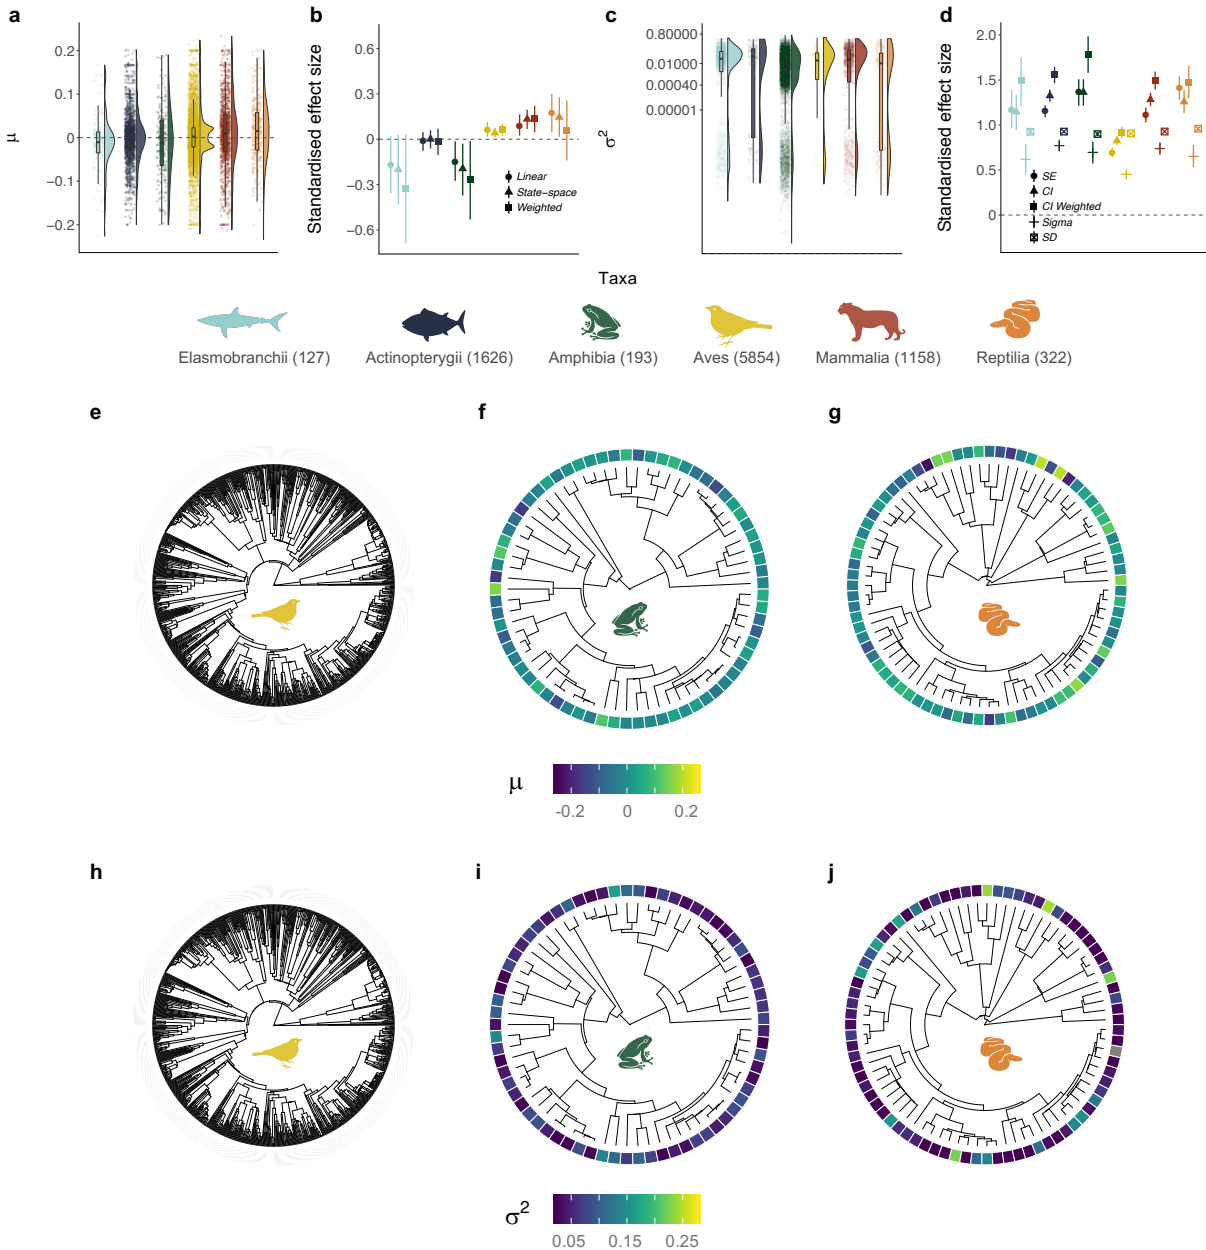 a
b
c
d
μ
0.2
0.1
0
−0.1
−0.2
Standardised effect size
0.6
0.3
0
−0.3
−0.6
Linear
State−space
Weighted
σ2
0.80000
0.01000
0.00040
0.00001
Standardised effect size
2.0
1.5
1.0
0.5
0
SE
CI
CI Weighted
Sigma
SD
Taxa
Elasmobranchii (127)
Actinopterygii (1626)
Amphibia (193)
Aves (5854)
Mammalia (1158)
Reptilia (322)
e
f
g
μ
-0.2 0 0.2
h
i
j
σ2
0.05 0.15 0.25